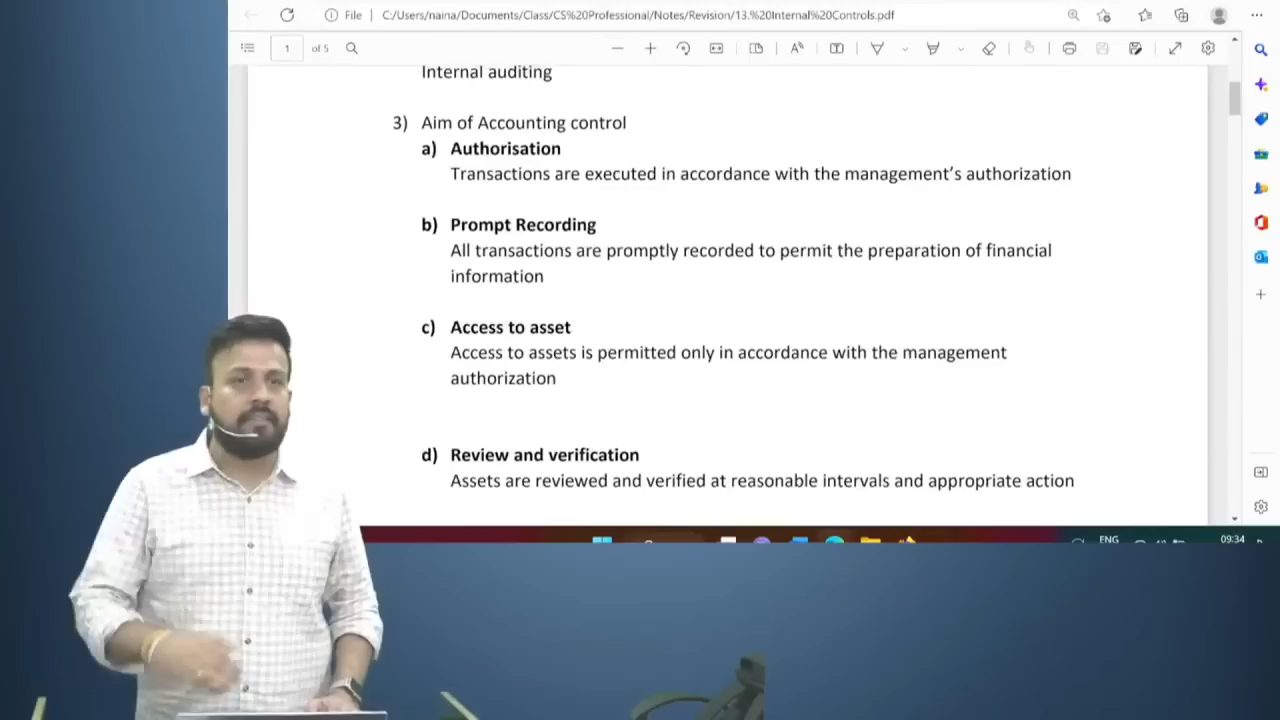 File
C:/Users/naina/Documents/Class/CS%20Professional/Notes/Revision/13.%20Internal%20Controls.pdf
1 of 5
Internal auditing
3) Aim of Accounting control
a) Authorisation
Transactions are executed in accordance with the management’s authorization
b) Prompt Recording
All transactions are promptly recorded to permit the preparation of financial
information
c) Access to asset
Access to assets is permitted only in accordance with the management
authorization
d) Review and verification
Assets are reviewed and verified at reasonable intervals and appropriate action
ENG
09:34